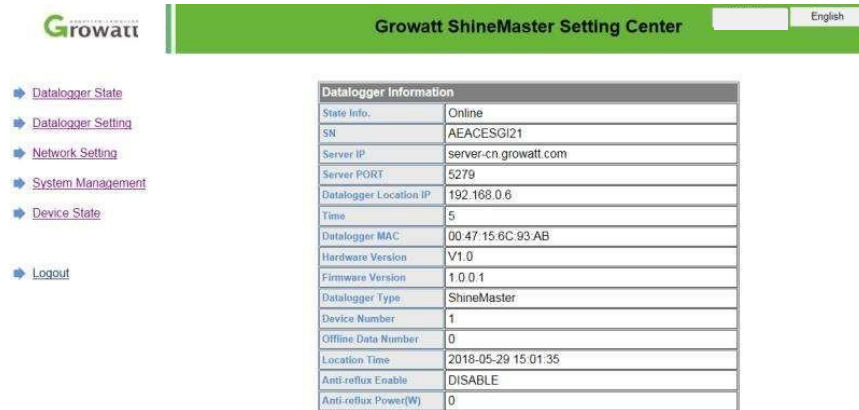 Growatt
Growatt ShineMaster Setting Center
English
Datalogger State
Datalogger Setting
Network Setting
System Management
Device State
Logout
Datalogger Information
State Info. Online
SN AEACESGI21
Server IP server-cn.growatt.com
Server PORT 5279
Datalogger Location IP 192.168.0.6
Time 5
Datalogger MAC 00:47:15:6C:93:AB
Hardware Version V1.0
Firmware Version 1.0.0.1
Datalogger Type ShineMaster
Device Number 1
Offline Data Number 0
Location Time 2018-05-29 15:01:35
Anti-reflux Enable DISABLE
Anti-reflux Power(W) 0